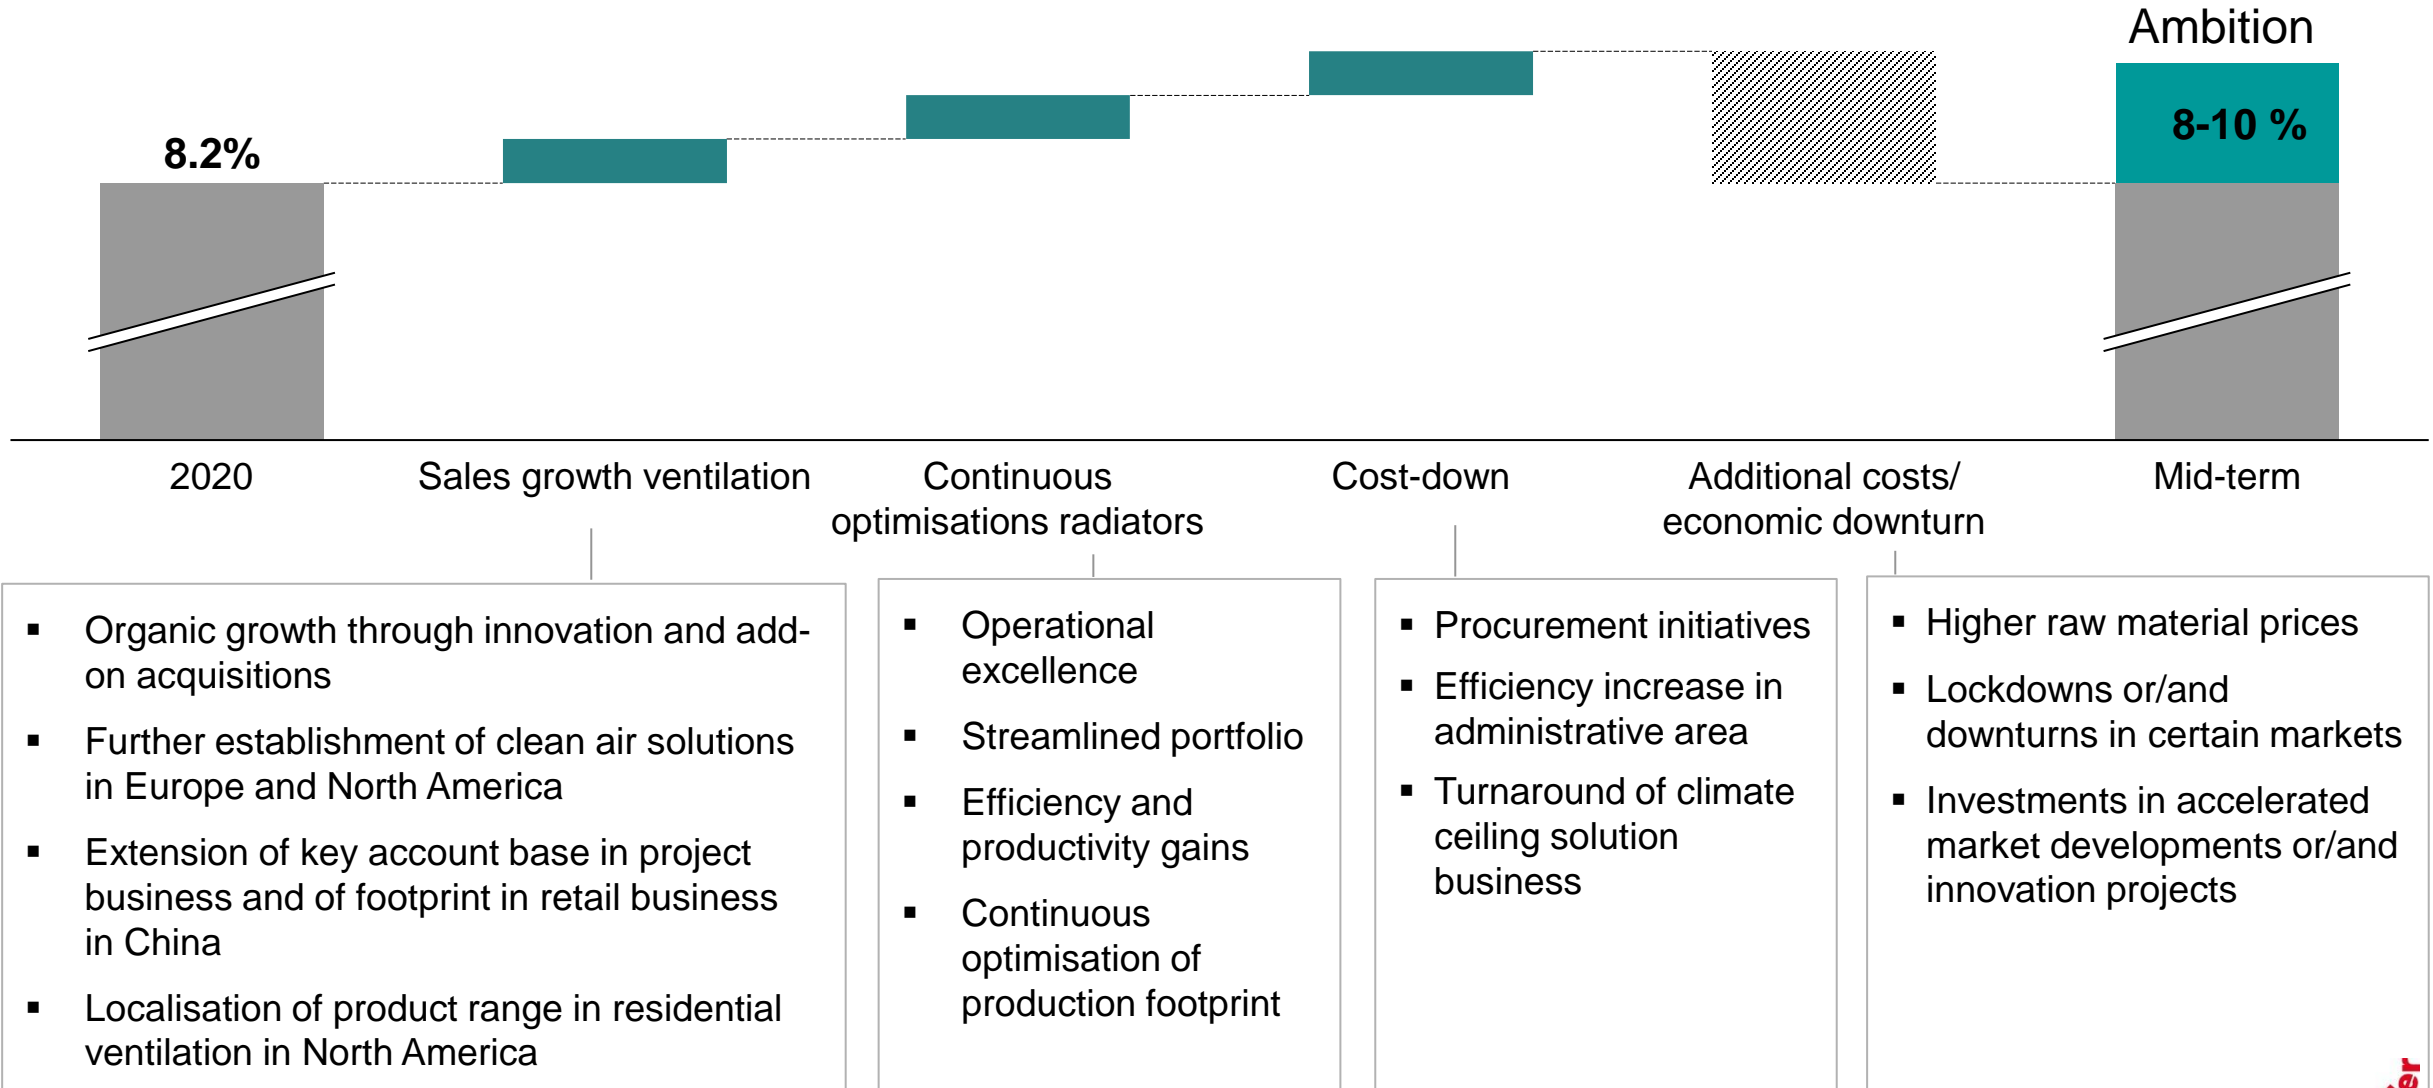 Ambition
8.2%
8-10 %
2020
Sales growth ventilation
Continuous
optimisations radiators
Cost-down
Additional costs/
economic downturn
Mid-term
▪ Organic growth through innovation and add-
on acquisitions
▪ Further establishment of clean air solutions
in Europe and North America
▪ Extension of key account base in project
business and of footprint in retail business
in China
▪ Localisation of product range in residential
ventilation in North America
▪ Operational
excellence
▪ Streamlined portfolio
▪ Efficiency and
productivity gains
▪ Continuous
optimisation of
production footprint
▪ Procurement initiatives
▪ Efficiency increase in
administrative area
▪ Turnaround of climate
ceiling solution
business
▪ Higher raw material prices
▪ Lockdowns or/and
downturns in certain markets
▪ Investments in accelerated
market developments or/and
innovation projects